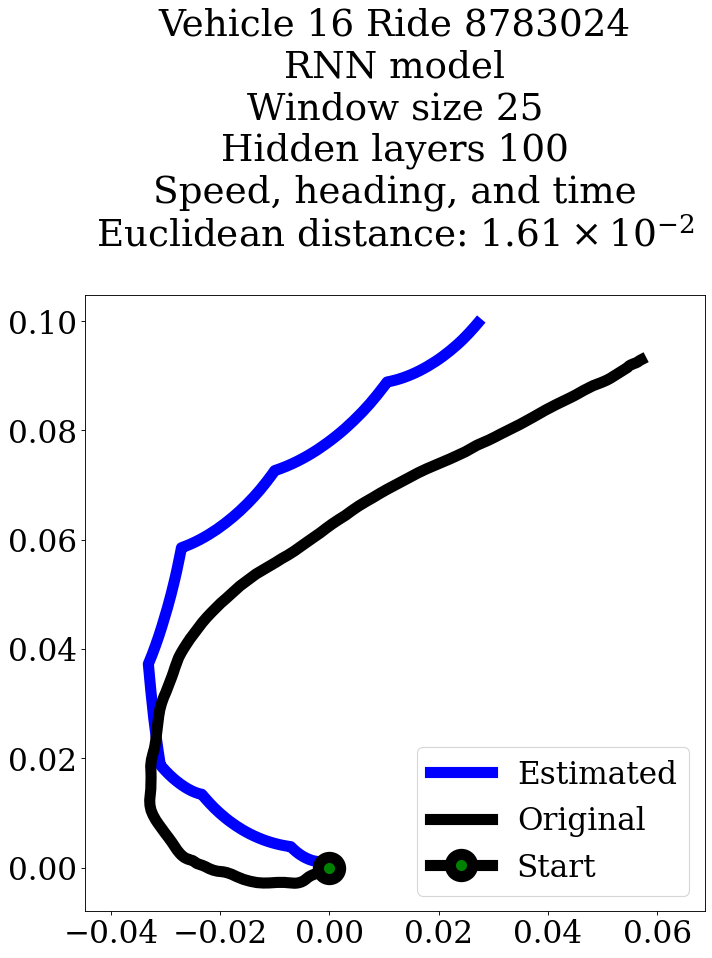 Vehicle 16 Ride 8783024
RNN model
Window size 25
Hidden layers 100
Speed, heading, and time
Euclidean distance: 1.61 × 10⁻²
0.10
0.08
0.06
0.04
0.02
0.00
Estimated
Original
Start
−0.04 −0.02 0.00 0.02 0.04 0.06